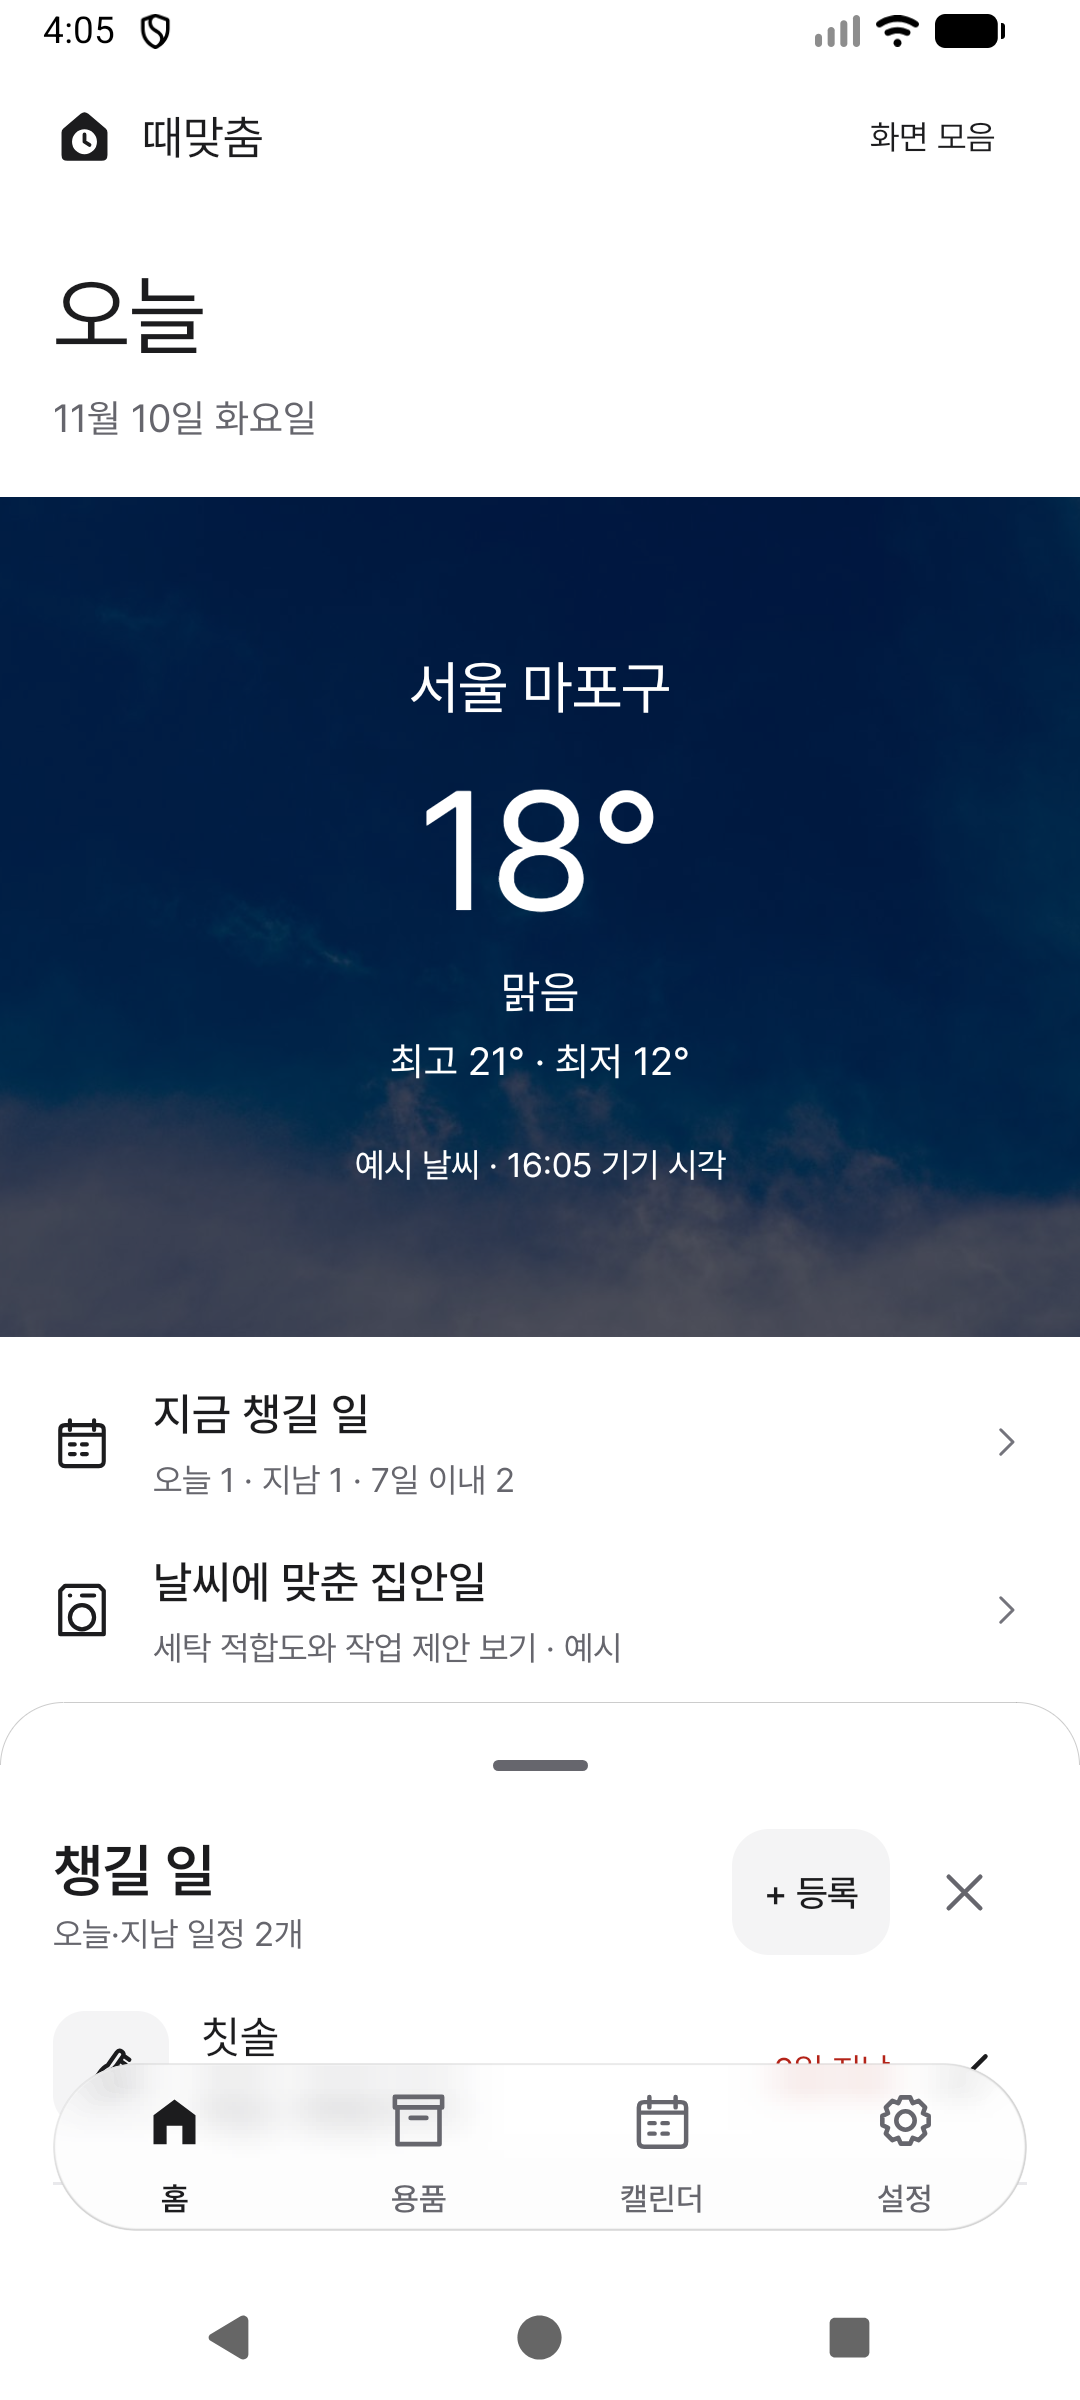 4:05
때맞춤
화면 모음
오늘
11월 10일 화요일
서울 마포구
18°
맑음
최고 21° · 최저 12°
예시 날씨 · 16:05 기기 시각
지금 챙길 일
오늘 1 · 지남 1 · 7일 이내 2
날씨에 맞춘 집안일
세탁 적합도와 작업 제안 보기 · 예시
챙길 일
+ 등록
오늘·지남 일정 2개
칫솔
홈
용품
캘린더
설정